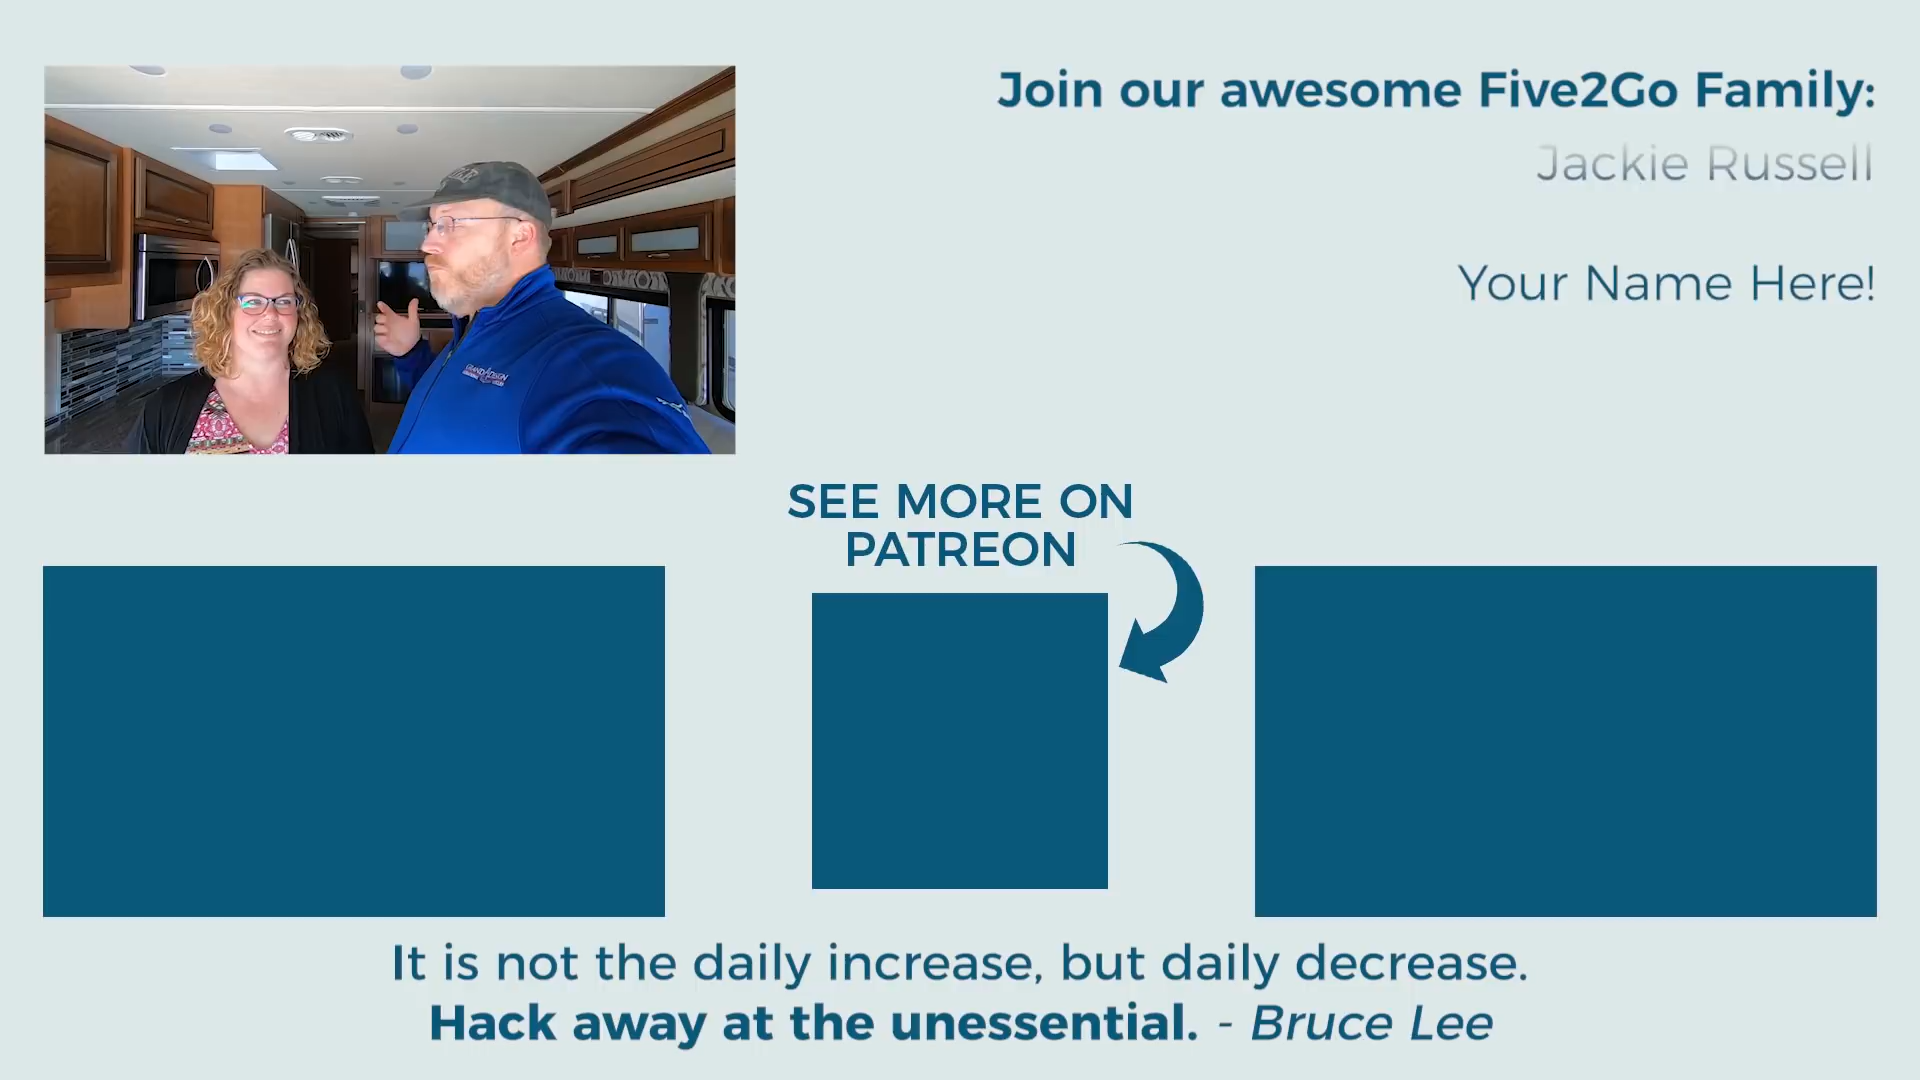 Join our awesome Five2Go Family:
Jackie Russell
Your Name Here!
SEE MORE ON
PATREON
It is not the daily increase, but daily decrease.
Hack away at the unessential. - Bruce Lee